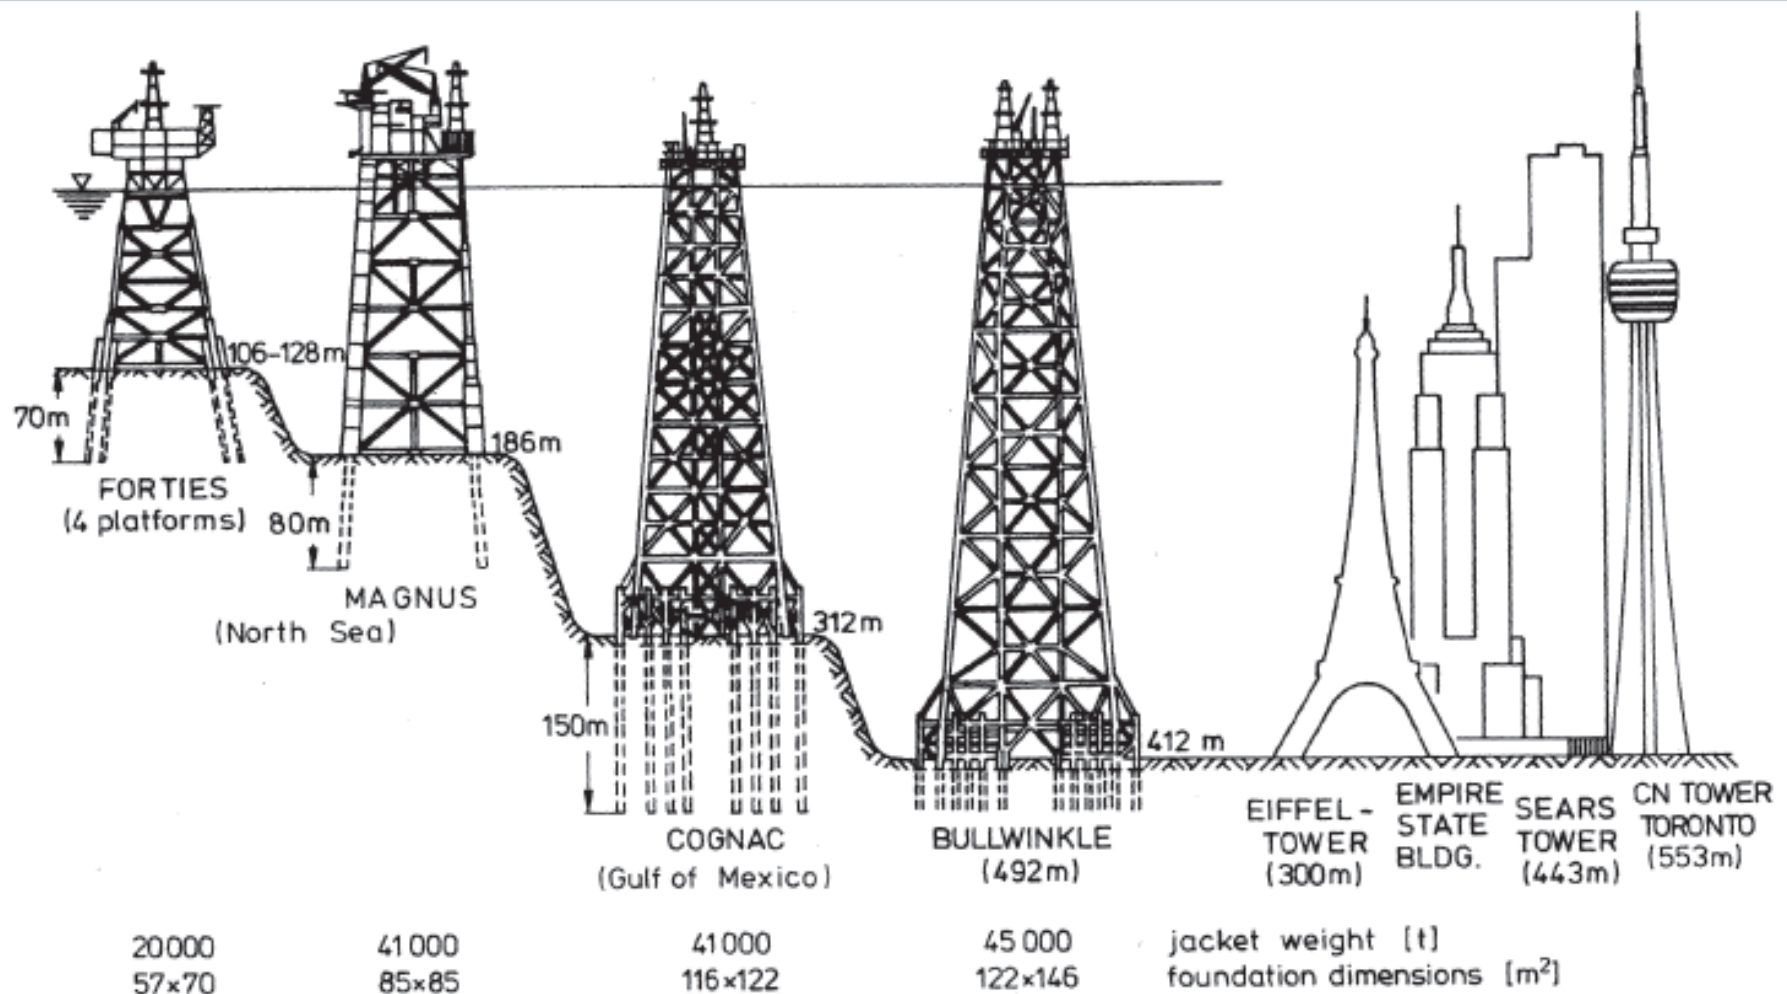 106-128m
70m
186m
FORTIES
(4 platforms)
80m
MAGNUS
(North Sea)
312m
150m
412 m
COGNAC
(Gulf of Mexico)
BULLWINKLE
(492m)
EIFFEL-
TOWER
(300m)
EMPIRE
STATE
BLDG.
SEARS
TOWER
(443m)
CN TOWER
TORONTO
(553m)
20000 41000 41000 45000 jacket weight [t]
57×70 85×85 116×122 122×146 foundation dimensions [m²]